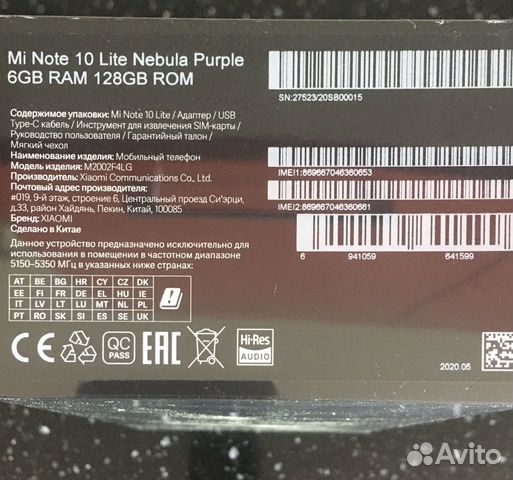 Mi Note 10 Lite Nebula Purple
6GB RAM 128GB ROM
SN:27523/20SB00015
Содержимое упаковки: Mi Note 10 Lite / Адаптер / USB
Type-C кабель / Инструмент для извлечения SIM-карты /
Руководство пользователя / Гарантийный талон /
Мягкий чехол
Наименование изделия: Мобильный телефон
Модель изделия: M2002F4LG
Производитель: Xiaomi Communications Co., Ltd.
Почтовый адрес производителя:
#019, 9-й этаж, строение 6, Центральный проезд Си'эрци,
д.33, район Хайдянь, Пекин, Китай, 100085
Бренд: XIAOMI
Сделано в Китае
IMEI1:869667046360653
IMEI2:869667046360661
6 941059 641599
Данное устройство предназначено исключительно для
использования в помещении в частотном диапазоне
5150–5350 МГц в указанных ниже странах:
AT BE BG HR CY CZ DK
EE FI FR DE EL HU IE
IT LV LT LU MT NL PL
PT RO SK SI ES SE UK
CE
QC
PASS
EAC
Hi-Res
AUDIO
2020.05
Avito